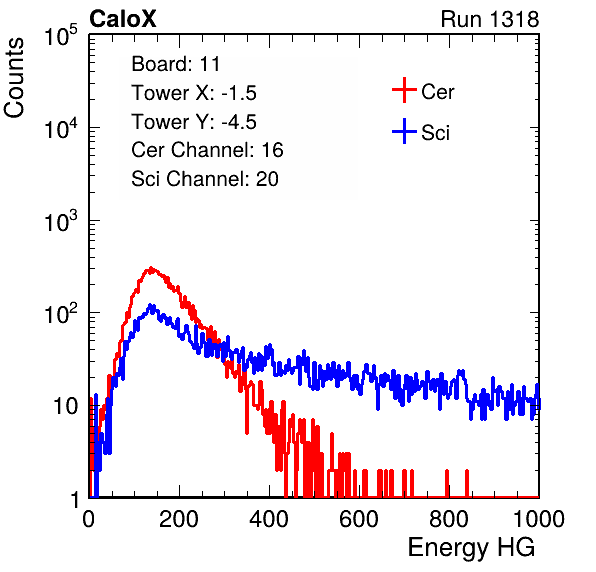 CaloX Run 1318
Board: 11
Tower X: -1.5
Tower Y: -4.5
Cer Channel: 16
Sci Channel: 20
Cer
Sci
Counts
10^5
10^4
10^3
10^2
10
1
0 200 400 600 800 1000
Energy HG